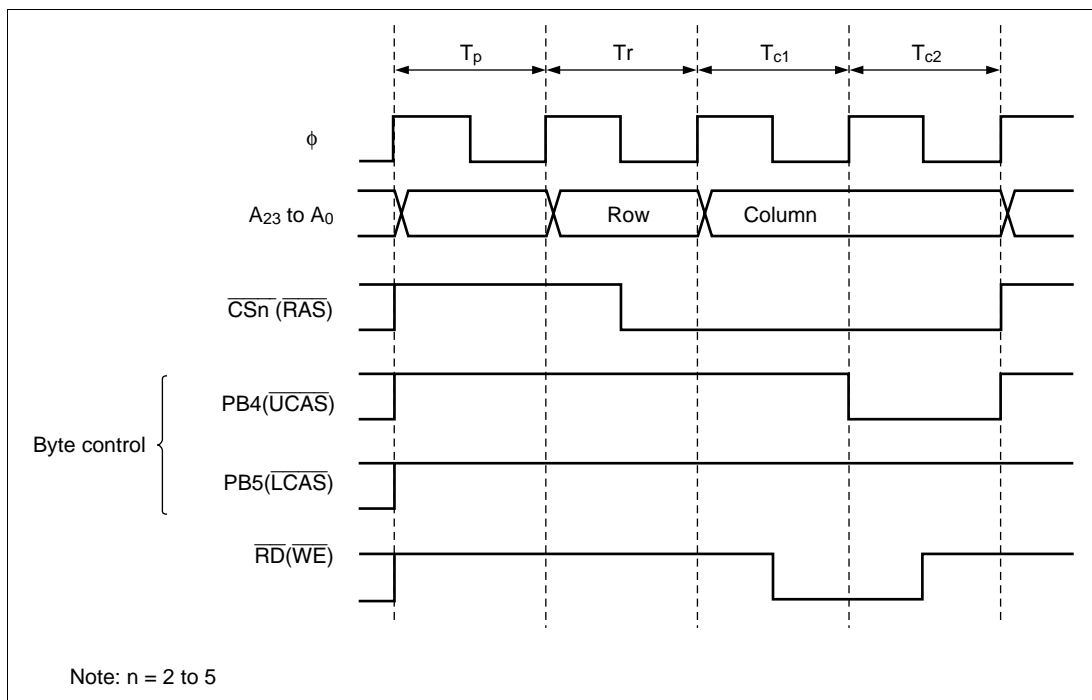 Tp Tr Tc1 Tc2
φ
A23 to A0 Row Column
CSn (RAS)
PB4(UCAS)
Byte control
PB5(LCAS)
RD(WE)
Note: n = 2 to 5